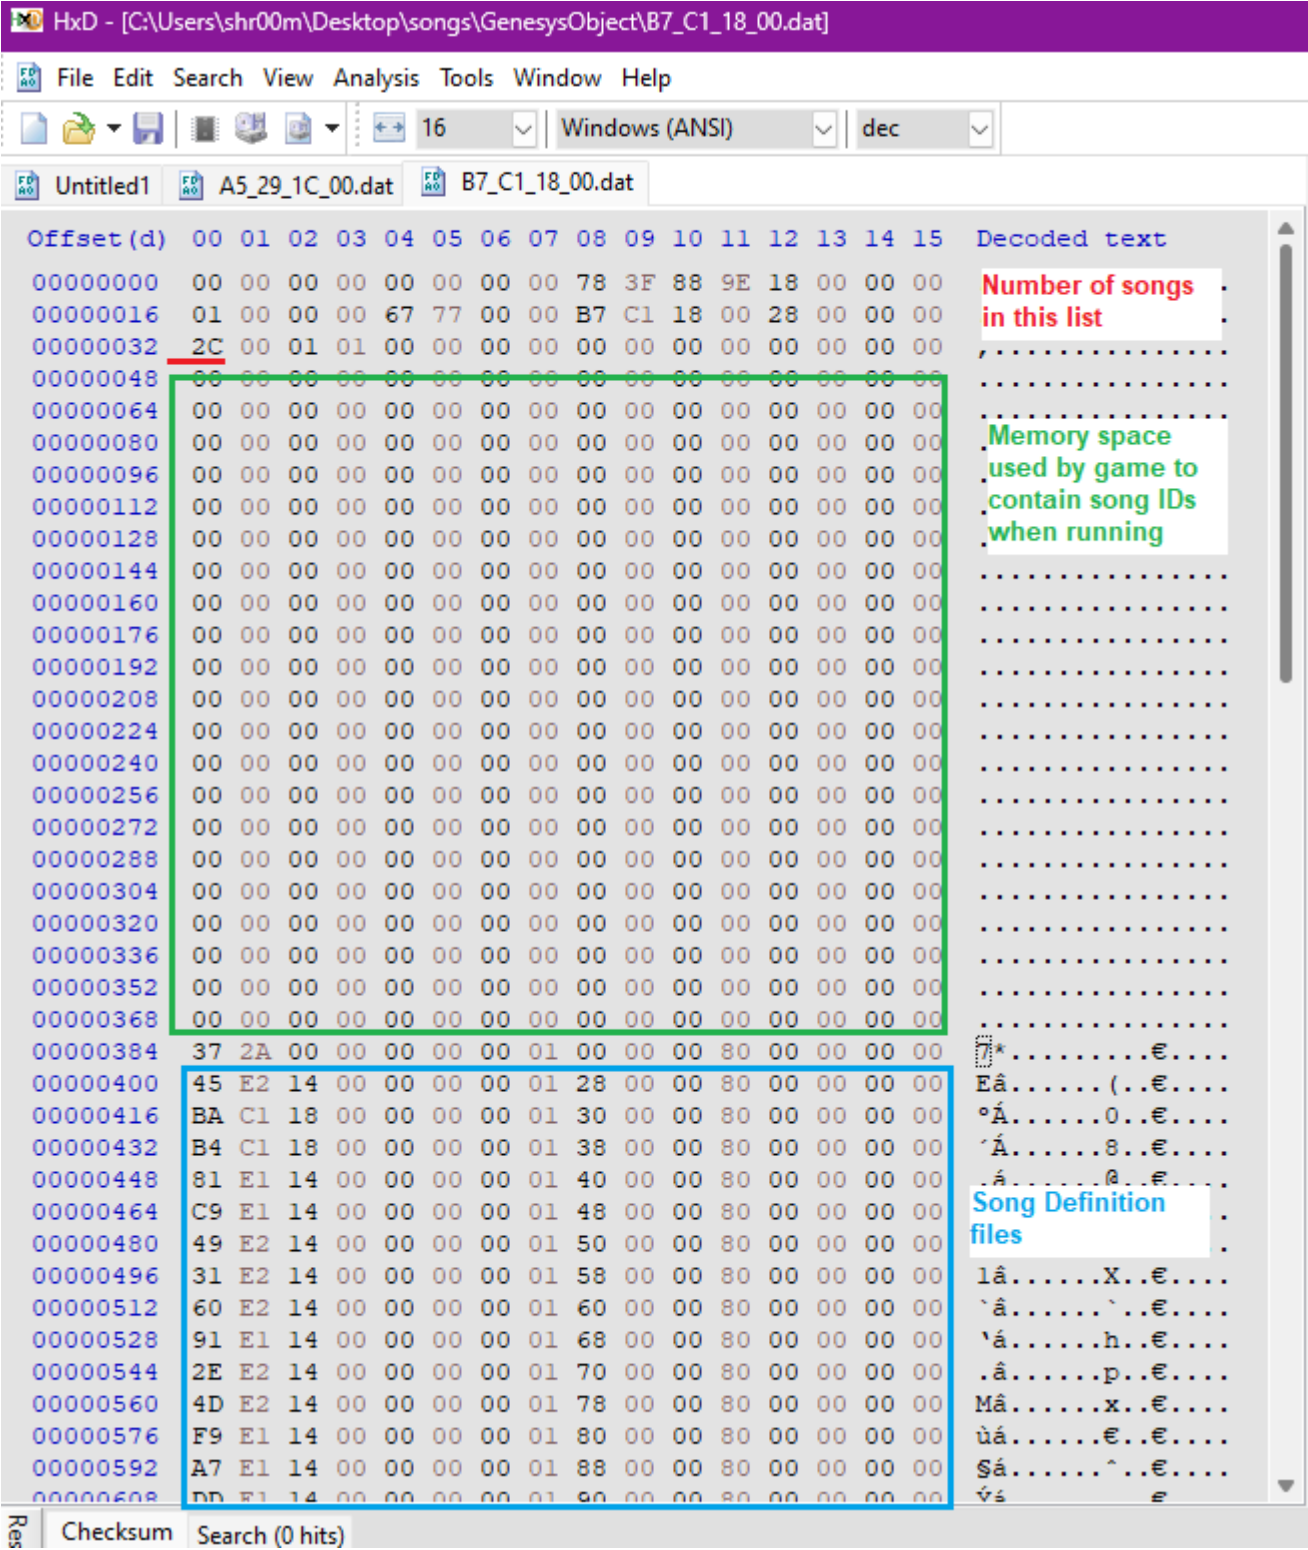 HxD - [C:\Users\shr00m\Desktop\songs\GenesysObject\B7_C1_18_00.dat]
File Edit Search View Analysis Tools Window Help
16 Windows (ANSI) dec
Untitled1 A5_29_1C_00.dat B7_C1_18_00.dat
Offset(d) 00 01 02 03 04 05 06 07 08 09 10 11 12 13 14 15 Decoded text
00000000 00 00 00 00 00 00 00 00 78 3F 88 9E 18 00 00 00 Number of songs .
00000016 01 00 00 00 67 77 00 00 B7 C1 18 00 28 00 00 00 in this list .
00000032 2C 00 01 01 00 00 00 00 00 00 00 00 00 00 00 00 ,...............
00000048 00 00 00 00 00 00 00 00 00 00 00 00 00 00 00 00 ................
00000064 00 00 00 00 00 00 00 00 00 00 00 00 00 00 00 00 ................
00000080 00 00 00 00 00 00 00 00 00 00 00 00 00 00 00 00 .Memory space
00000096 00 00 00 00 00 00 00 00 00 00 00 00 00 00 00 00 .used by game to
00000112 00 00 00 00 00 00 00 00 00 00 00 00 00 00 00 00 .contain song IDs
00000128 00 00 00 00 00 00 00 00 00 00 00 00 00 00 00 00 .when running
00000144 00 00 00 00 00 00 00 00 00 00 00 00 00 00 00 00 ................
00000160 00 00 00 00 00 00 00 00 00 00 00 00 00 00 00 00 ................
00000176 00 00 00 00 00 00 00 00 00 00 00 00 00 00 00 00 ................
00000192 00 00 00 00 00 00 00 00 00 00 00 00 00 00 00 00 ................
00000208 00 00 00 00 00 00 00 00 00 00 00 00 00 00 00 00 ................
00000224 00 00 00 00 00 00 00 00 00 00 00 00 00 00 00 00 ................
00000240 00 00 00 00 00 00 00 00 00 00 00 00 00 00 00 00 ................
00000256 00 00 00 00 00 00 00 00 00 00 00 00 00 00 00 00 ................
00000272 00 00 00 00 00 00 00 00 00 00 00 00 00 00 00 00 ................
00000288 00 00 00 00 00 00 00 00 00 00 00 00 00 00 00 00 ................
00000304 00 00 00 00 00 00 00 00 00 00 00 00 00 00 00 00 ................
00000320 00 00 00 00 00 00 00 00 00 00 00 00 00 00 00 00 ................
00000336 00 00 00 00 00 00 00 00 00 00 00 00 00 00 00 00 ................
00000352 00 00 00 00 00 00 00 00 00 00 00 00 00 00 00 00 ................
00000368 00 00 00 00 00 00 00 00 00 00 00 00 00 00 00 00 ................
00000384 37 2A 00 00 00 00 00 01 00 00 00 80 00 00 00 00 7*.........€....
00000400 45 E2 14 00 00 00 00 01 28 00 00 80 00 00 00 00 Eâ......(..€....
00000416 BA C1 18 00 00 00 00 01 30 00 00 80 00 00 00 00 ºÁ......0..€....
00000432 B4 C1 18 00 00 00 00 01 38 00 00 80 00 00 00 00 ´Á......8..€....
00000448 81 E1 14 00 00 00 00 01 40 00 00 80 00 00 00 00 .á......@..€....
00000464 C9 E1 14 00 00 00 00 01 48 00 00 80 00 00 00 00 Song Definition .
00000480 49 E2 14 00 00 00 00 01 50 00 00 80 00 00 00 00 files .
00000496 31 E2 14 00 00 00 00 01 58 00 00 80 00 00 00 00 1â......X..€....
00000512 60 E2 14 00 00 00 00 01 60 00 00 80 00 00 00 00 `â......`..€....
00000528 91 E1 14 00 00 00 00 01 68 00 00 80 00 00 00 00 ‘á......h..€....
00000544 2E E2 14 00 00 00 00 01 70 00 00 80 00 00 00 00 .â......p..€....
00000560 4D E2 14 00 00 00 00 01 78 00 00 80 00 00 00 00 Mâ......x..€....
00000576 F9 E1 14 00 00 00 00 01 80 00 00 80 00 00 00 00 ùá......€..€....
00000592 A7 E1 14 00 00 00 00 01 88 00 00 80 00 00 00 00 §á......ˆ..€....
00000608 DD E1 14 00 00 00 00 01 90 00 00 80 00 00 00 00 Ýá € 
Checksum Search (0 hits)